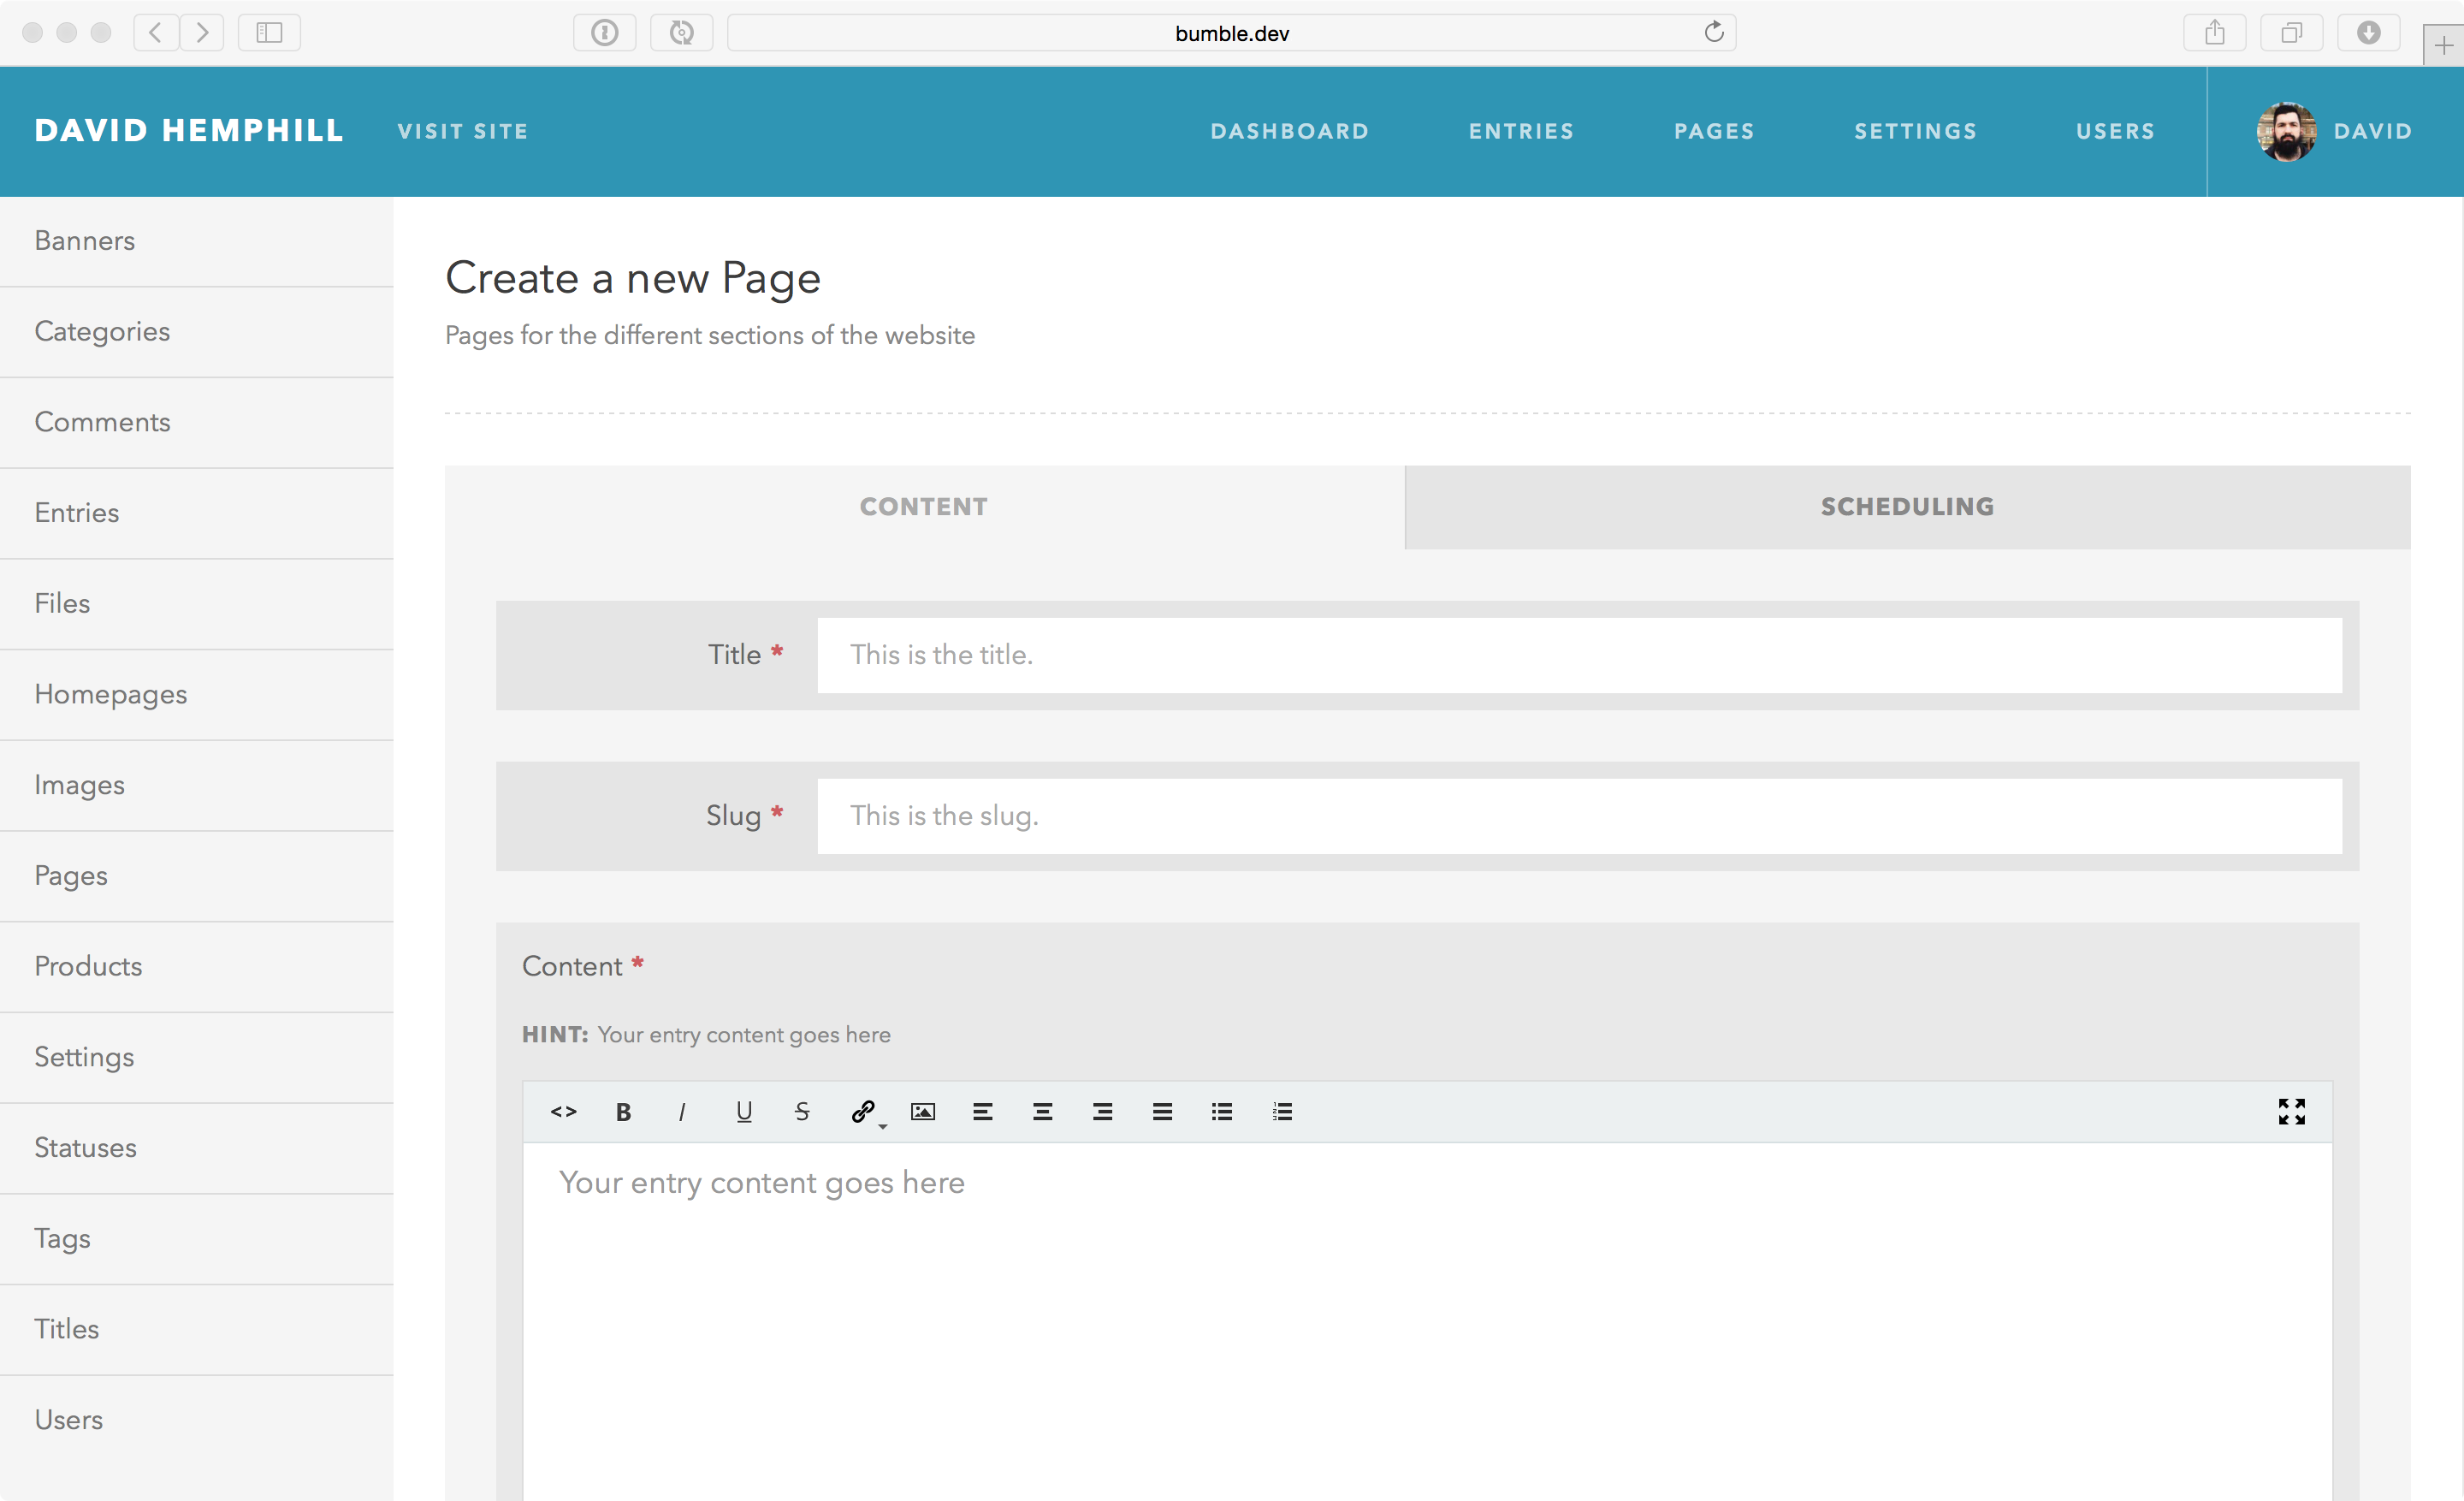 bumble.dev
DAVID HEMPHILL VISIT SITE DASHBOARD ENTRIES PAGES SETTINGS USERS DAVID
Banners
Categories
Comments
Entries
Files
Homepages
Images
Pages
Products
Settings
Statuses
Tags
Titles
Users
Create a new Page
Pages for the different sections of the website
CONTENT SCHEDULING
Title * This is the title.
Slug * This is the slug.
Content *
HINT: Your entry content goes here
<> B I U S
Your entry content goes here